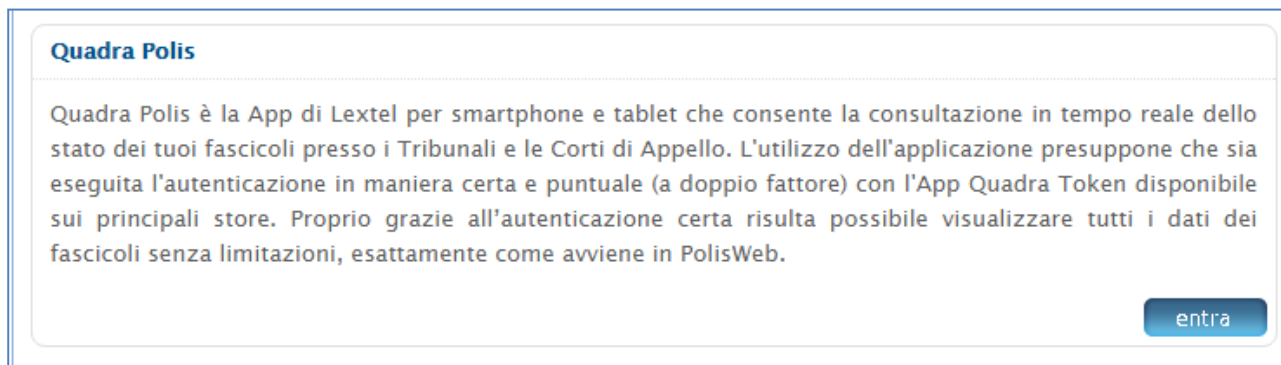 Quadra Polis
Quadra Polis è la App di Lextel per smartphone e tablet che consente la consultazione in tempo reale dello
stato dei tuoi fascicoli presso i Tribunali e le Corti di Appello. L'utilizzo dell'applicazione presuppone che sia
eseguita l'autenticazione in maniera certa e puntuale (a doppio fattore) con l'App Quadra Token disponibile
sui principali store. Proprio grazie all’autenticazione certa risulta possibile visualizzare tutti i dati dei
fascicoli senza limitazioni, esattamente come avviene in PolisWeb.
entra